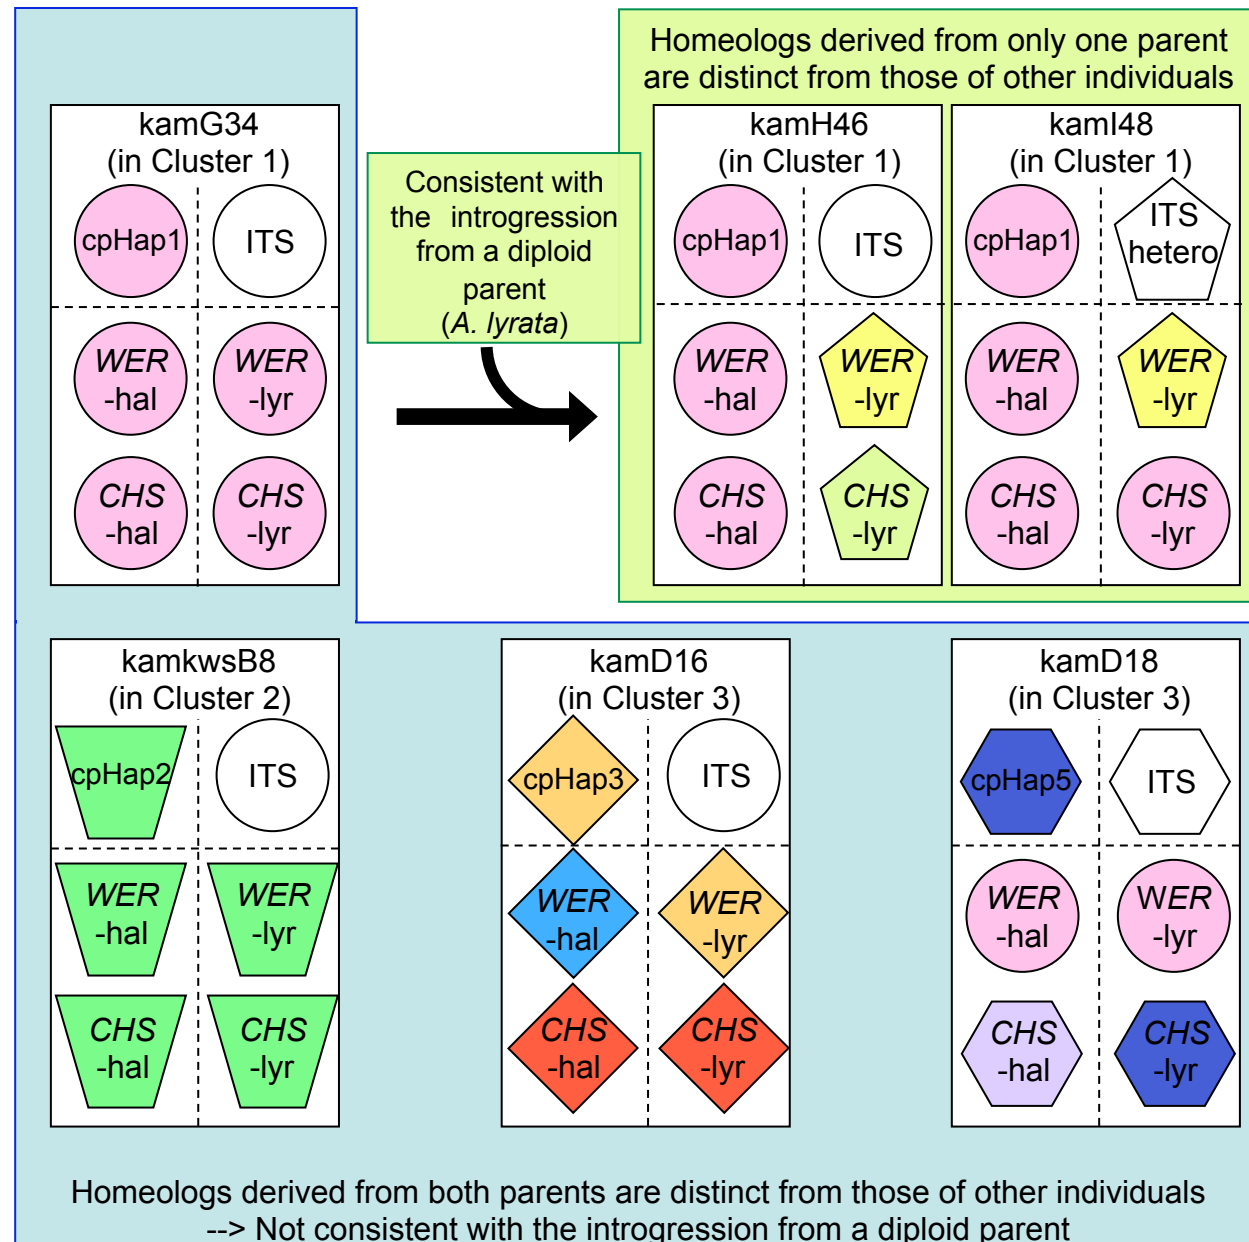 Homeologs derived from only one parent
are distinct from those of other individuals
kamG34
(in Cluster 1)
cpHap1
ITS
WER
-hal
WER
-lyr
CHS
-hal
CHS
-lyr
Consistent with
the introgression
from a diploid
parent
(A. lyrata)
kamH46
(in Cluster 1)
cpHap1
ITS
WER
-hal
WER
-lyr
CHS
-hal
CHS
-lyr
kamI48
(in Cluster 1)
cpHap1
ITS
hetero
WER
-hal
WER
-lyr
CHS
-hal
CHS
-lyr
kamkwsB8
(in Cluster 2)
cpHap2
ITS
WER
-hal
WER
-lyr
CHS
-hal
CHS
-lyr
kamD16
(in Cluster 3)
cpHap3
ITS
WER
-hal
WER
-lyr
CHS
-hal
CHS
-lyr
kamD18
(in Cluster 3)
cpHap5
ITS
WER
-hal
WER
-lyr
CHS
-hal
CHS
-lyr
Homeologs derived from both parents are distinct from those of other individuals
--> Not consistent with the introgression from a diploid parent